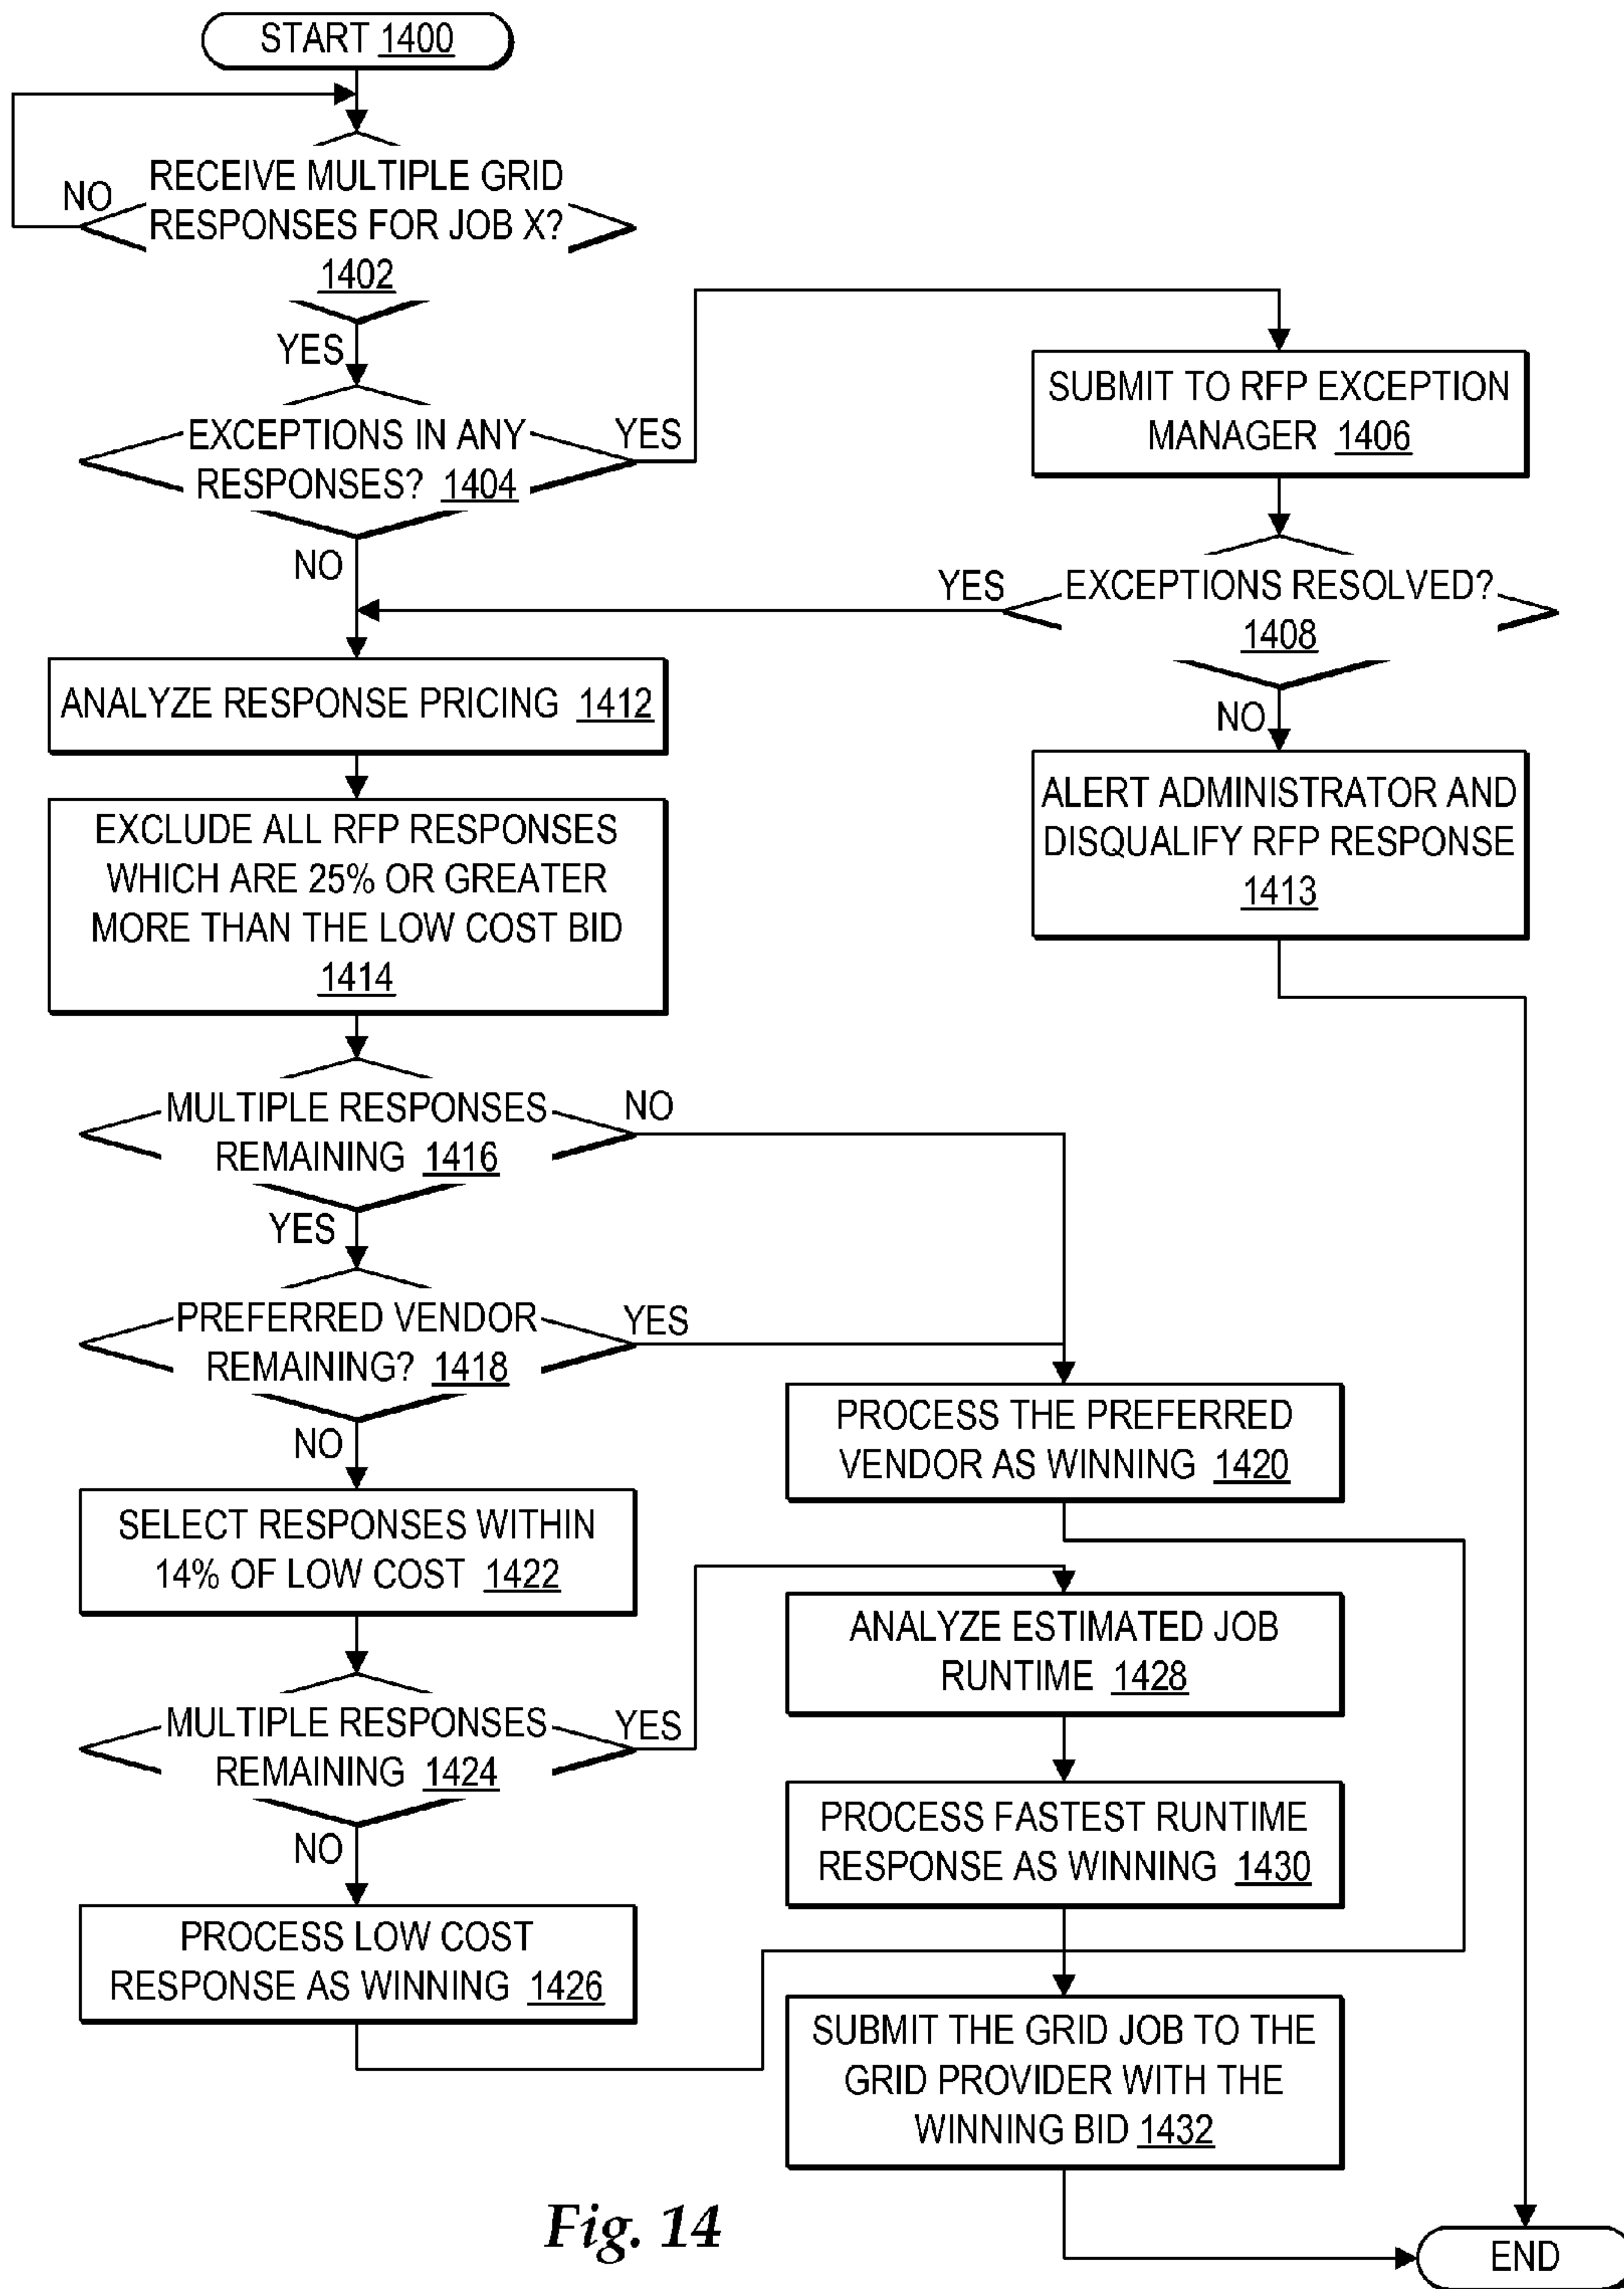 START 1400
NO
RECEIVE MULTIPLE GRID
RESPONSES FOR JOB X?
1402
YES
EXCEPTIONS IN ANY
RESPONSES? 1404
YES
NO
SUBMIT TO RFP EXCEPTION
MANAGER 1406
EXCEPTIONS RESOLVED?
1408
YES
NO
ALERT ADMINISTRATOR AND
DISQUALIFY RFP RESPONSE
1413
ANALYZE RESPONSE PRICING 1412
EXCLUDE ALL RFP RESPONSES
WHICH ARE 25% OR GREATER
MORE THAN THE LOW COST BID
1414
MULTIPLE RESPONSES
REMAINING 1416
NO
YES
PREFERRED VENDOR
REMAINING? 1418
YES
NO
PROCESS THE PREFERRED
VENDOR AS WINNING 1420
SELECT RESPONSES WITHIN
14% OF LOW COST 1422
MULTIPLE RESPONSES
REMAINING 1424
YES
NO
ANALYZE ESTIMATED JOB
RUNTIME 1428
PROCESS FASTEST RUNTIME
RESPONSE AS WINNING 1430
PROCESS LOW COST
RESPONSE AS WINNING 1426
SUBMIT THE GRID JOB TO THE
GRID PROVIDER WITH THE
WINNING BID 1432
END
Fig. 14